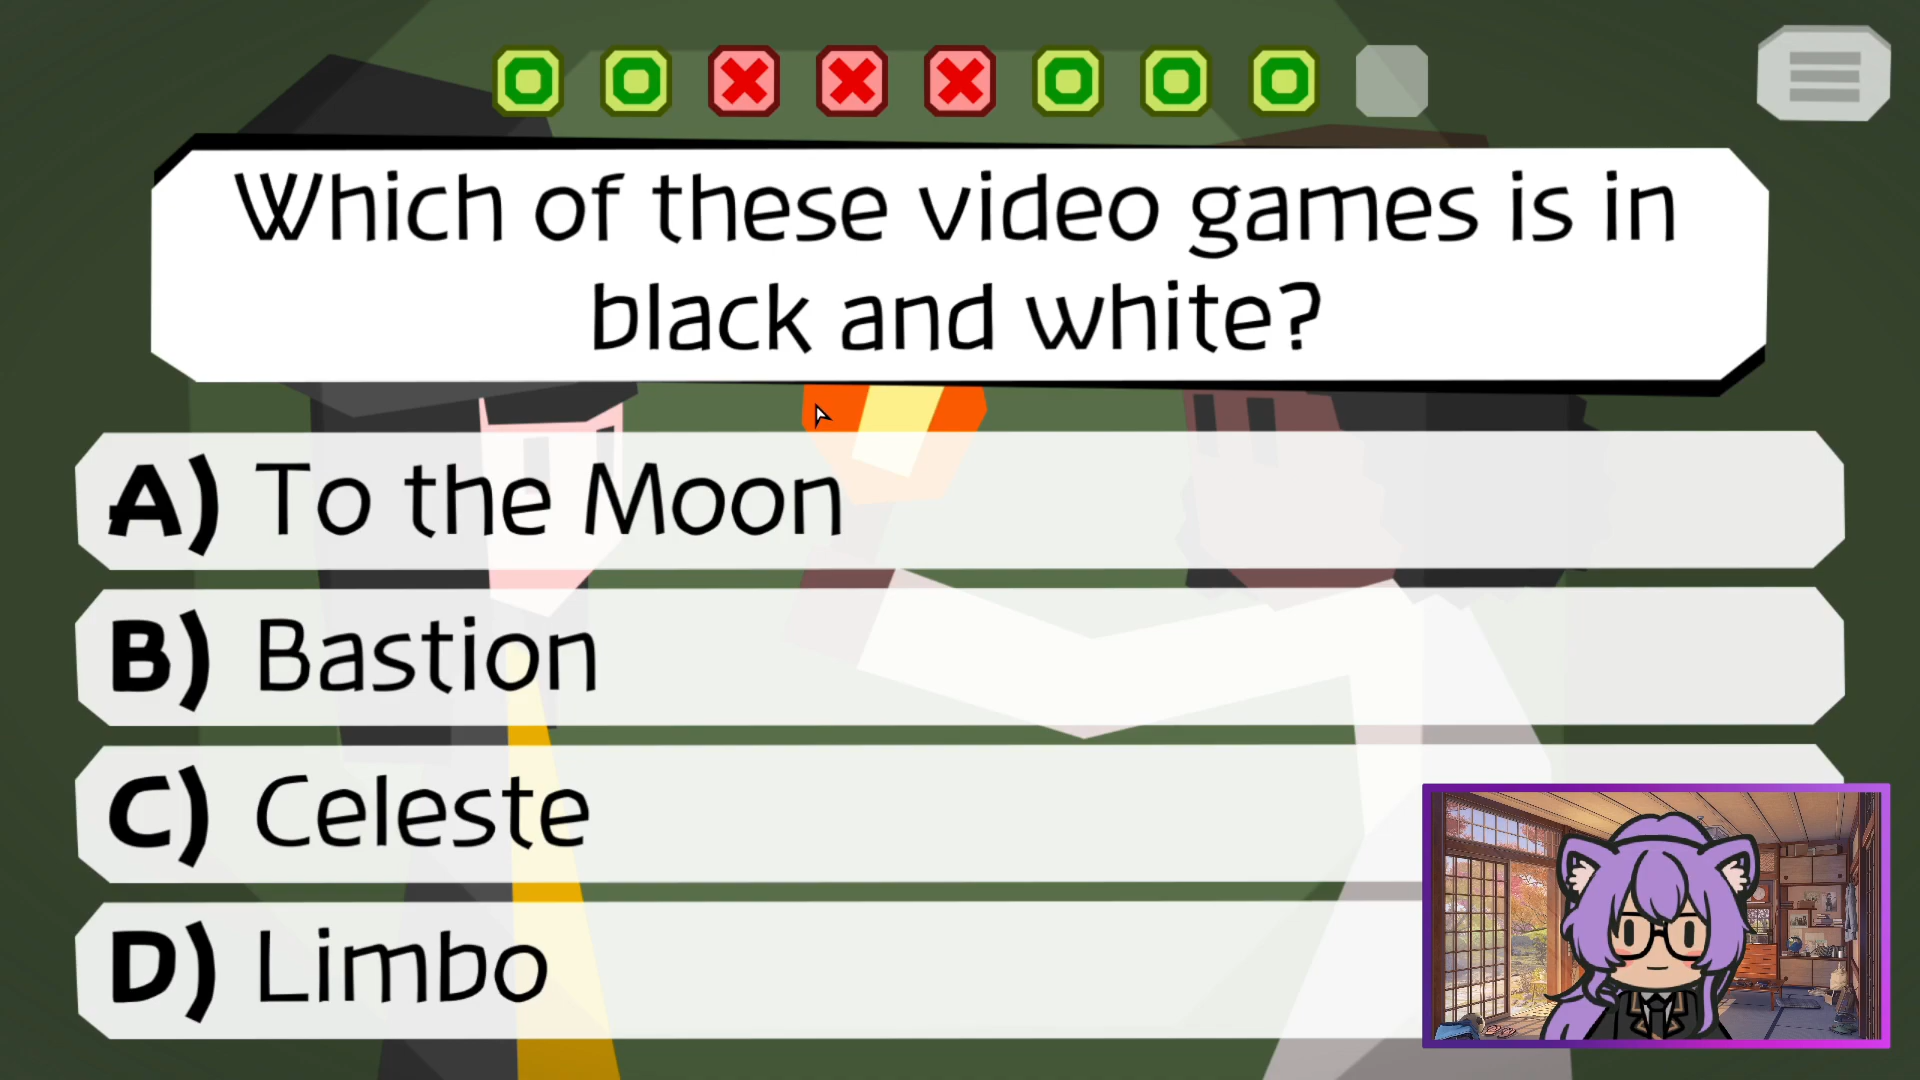 Which of these video games is in
black and white?
A) To the Moon
B) Bastion
C) Celeste
D) Limbo